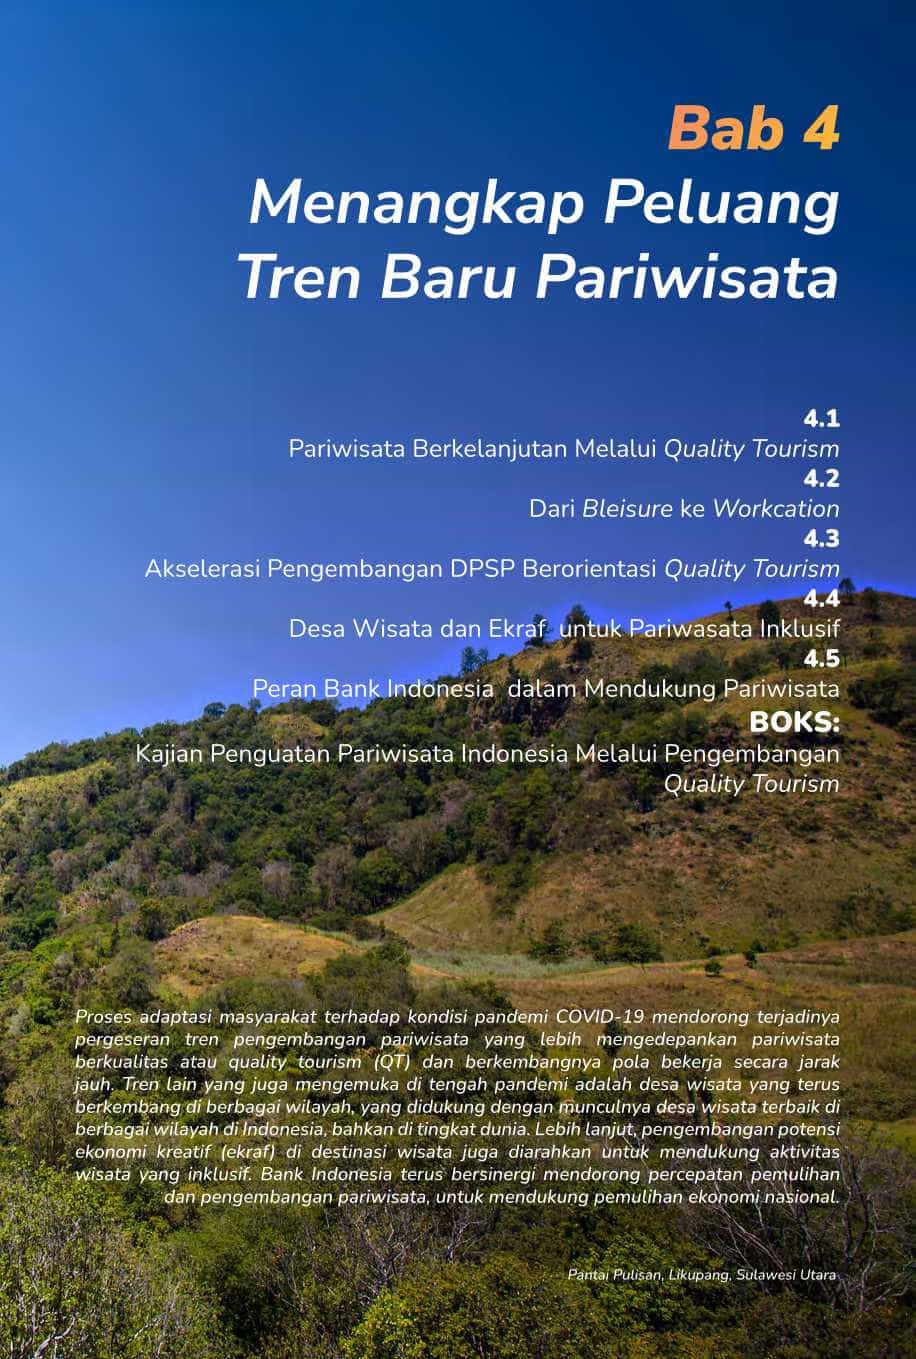 Bab 4
Menangkap Peluang
Tren Baru Pariwisata
4.1
Pariwisata Berkelanjutan Melalui Quality Tourism
4.2
Dari Bleisure ke Workcation
4.3
Akselerasi Pengembangan DPSP Berorientasi Quality Tourism
4.4
Desa Wisata dan Ekraf  untuk Pariwasata Inklusif
4.5
Peran Bank Indonesia  dalam Mendukung Pariwisata
BOKS:
Kajian Penguatan Pariwisata Indonesia Melalui Pengembangan
Quality Tourism
Proses adaptasi masyarakat terhadap kondisi pandemi COVID-19 mendorong terjadinya
pergeseran tren pengembangan pariwisata yang lebih mengedepankan pariwisata
berkualitas atau quality tourism (QT) dan berkembangnya pola bekerja secara jarak
jauh. Tren lain yang juga mengemuka di tengah pandemi adalah desa wisata yang terus
berkembang di berbagai wilayah, yang didukung dengan munculnya desa wisata terbaik di
berbagai wilayah di Indonesia, bahkan di tingkat dunia. Lebih lanjut, pengembangan potensi
ekonomi kreatif (ekraf) di destinasi wisata juga diarahkan untuk mendukung aktivitas
wisata yang inklusif. Bank Indonesia terus bersinergi mendorong percepatan pemulihan
dan pengembangan pariwisata, untuk mendukung pemulihan ekonomi nasional.
Pantai Pulisan, Likupang, Sulawesi Utara